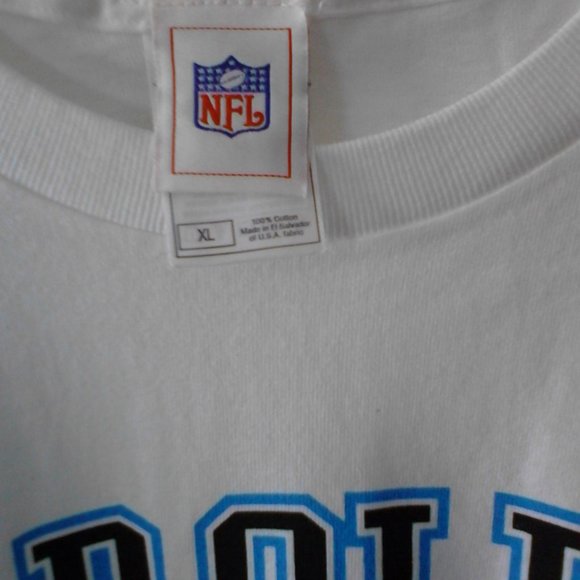 NFL
XL
100% Cotton
Made in El Salvador
of U.S.A. fabric